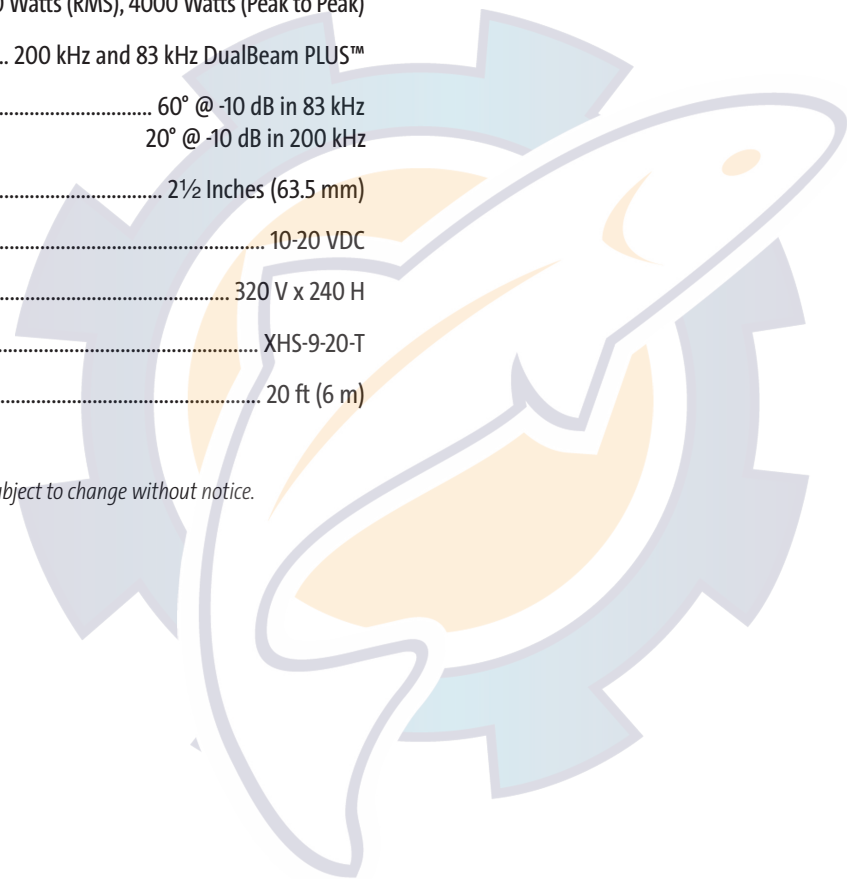 Watts (RMS), 4000 Watts (Peak to Peak)
.. 200 kHz and 83 kHz DualBeam PLUS™
............................ 60° @ -10 dB in 83 kHz
20° @ -10 dB in 200 kHz
.............................. 2½ Inches (63.5 mm)
.................................................. 10-20 VDC
........................................... 320 V x 240 H
................................................. XHS-9-20-T
................................................. 20 ft (6 m)
to change without notice.